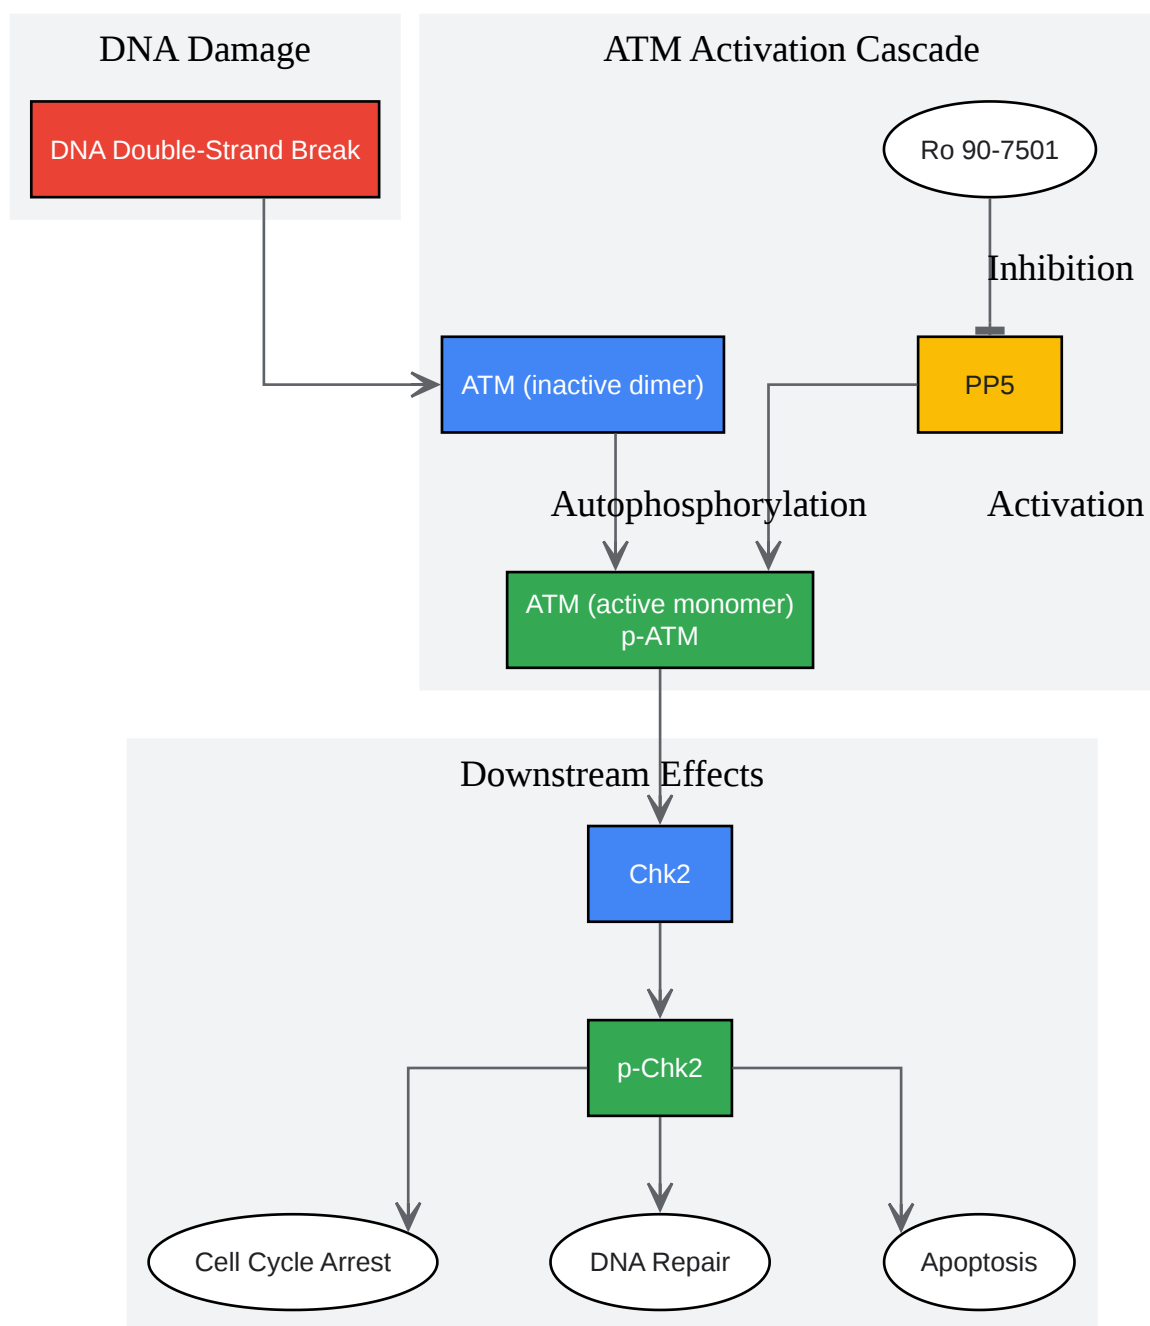 DNA Damage
ATM Activation Cascade
DNA Double-Strand Break
Ro 90-7501
Inhibition
ATM (inactive dimer)
PP5
Autophosphorylation
Activation
ATM (active monomer)
p-ATM
Downstream Effects
Chk2
p-Chk2
Cell Cycle Arrest
DNA Repair
Apoptosis